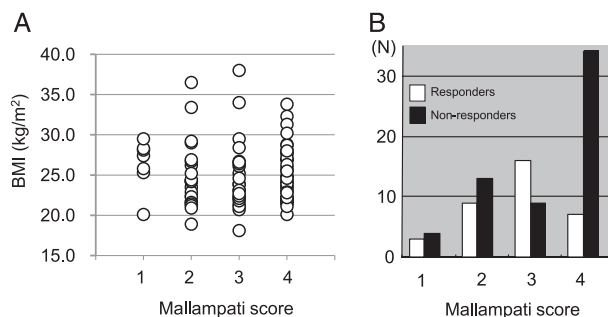 A
BMI (kg/m²)
40.0
35.0
30.0
25.0
20.0
15.0
1 2 3 4
Mallampati score
B
(N)
30
20
10
0
Responders
Non-responders
1 2 3 4
Mallampati score